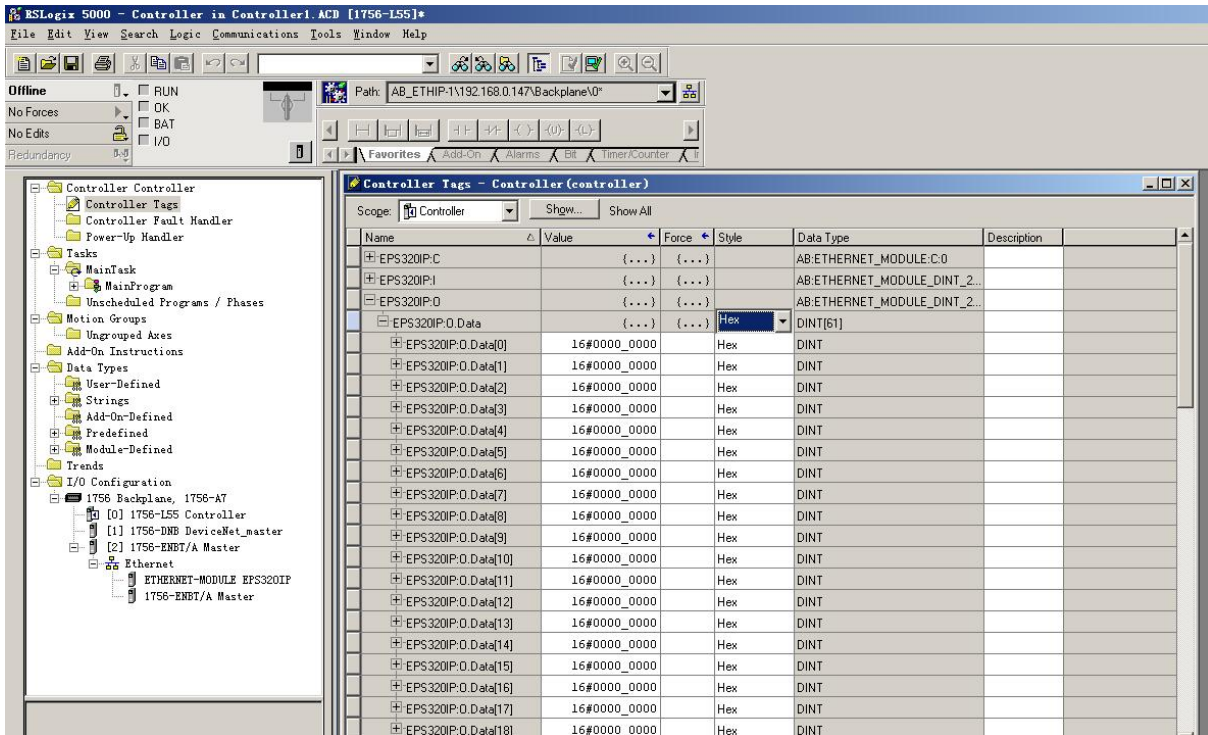 RSLogix 5000 - Controller in Controller1.ACD [1756-L55]*
File Edit View Search Logic Communications Tools Window Help
Offline
RUN
No Forces
OK
No Edits
BAT
Redundancy
I/O
Path: AB_ETHIP-1\192.168.0.147\Backplane\0*
Favorites Add-On Alarms Bit Timer/Counter
Controller Controller
Controller Tags
Controller Fault Handler
Power-Up Handler
Tasks
MainTask
MainProgram
Unscheduled Programs / Phases
Motion Groups
Ungrouped Axes
Add-On Instructions
Data Types
User-Defined
Strings
Add-On-Defined
Predefined
Module-Defined
Trends
I/O Configuration
1756 Backplane, 1756-A7
[0] 1756-L55 Controller
[1] 1756-DNB DeviceNet_master
[2] 1756-ENBT/A Master
Ethernet
ETHERNET-MODULE EPS320IP
1756-ENBT/A Master
Controller Tags - Controller(controller)
Scope: Controller Show... Show All
Name Value Force Style Data Type Description
EPS320IP:C {...} {...} AB:ETHERNET_MODULE:C:0
EPS320IP:I {...} {...} AB:ETHERNET_MODULE_DINT_2...
EPS320IP:O {...} {...} AB:ETHERNET_MODULE_DINT_2...
EPS320IP:O.Data {...} {...} Hex DINT[61]
EPS320IP:O.Data[0] 16#0000_0000 Hex DINT
EPS320IP:O.Data[1] 16#0000_0000 Hex DINT
EPS320IP:O.Data[2] 16#0000_0000 Hex DINT
EPS320IP:O.Data[3] 16#0000_0000 Hex DINT
EPS320IP:O.Data[4] 16#0000_0000 Hex DINT
EPS320IP:O.Data[5] 16#0000_0000 Hex DINT
EPS320IP:O.Data[6] 16#0000_0000 Hex DINT
EPS320IP:O.Data[7] 16#0000_0000 Hex DINT
EPS320IP:O.Data[8] 16#0000_0000 Hex DINT
EPS320IP:O.Data[9] 16#0000_0000 Hex DINT
EPS320IP:O.Data[10] 16#0000_0000 Hex DINT
EPS320IP:O.Data[11] 16#0000_0000 Hex DINT
EPS320IP:O.Data[12] 16#0000_0000 Hex DINT
EPS320IP:O.Data[13] 16#0000_0000 Hex DINT
EPS320IP:O.Data[14] 16#0000_0000 Hex DINT
EPS320IP:O.Data[15] 16#0000_0000 Hex DINT
EPS320IP:O.Data[16] 16#0000_0000 Hex DINT
EPS320IP:O.Data[17] 16#0000_0000 Hex DINT
EPS320IP:O.Data[18] 16#0000_0000 Hex DINT